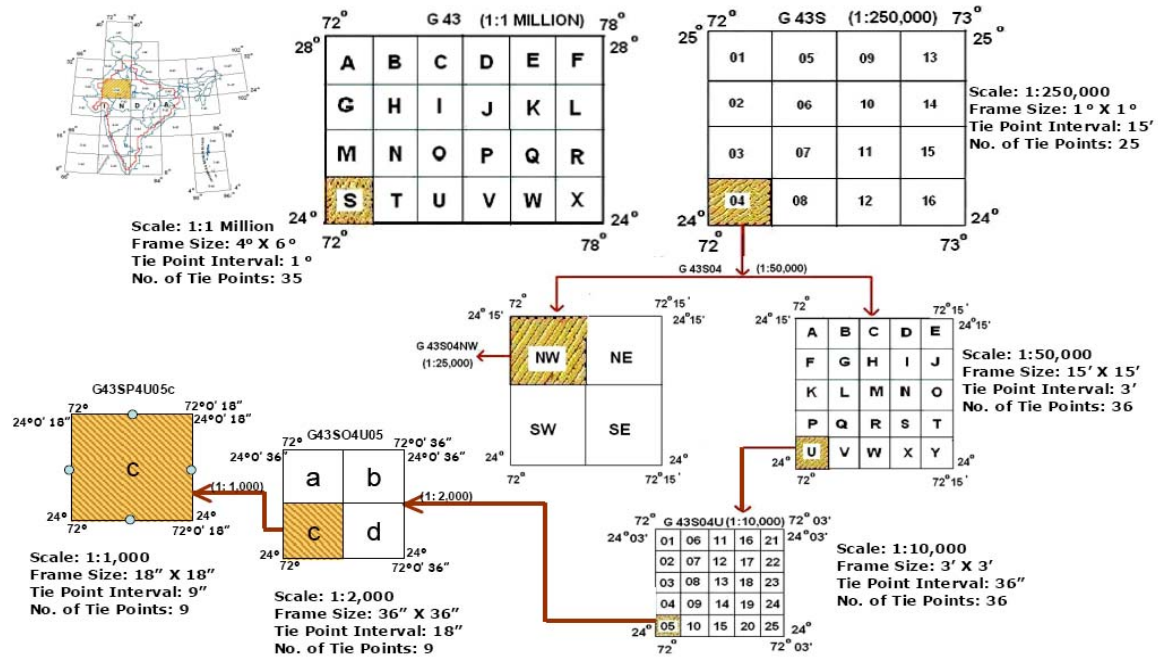 72° G 43 (1:1 MILLION) 78°
28° 28°
A B C D E F
G H I J K L
M N O P Q R
S T U V W X
24° 24°
72° 78°
Scale: 1:1 Million
Frame Size: 4° X 6°
Tie Point Interval: 1°
No. of Tie Points: 35
72° G 43S (1:250,000) 73°
25° 25°
01 05 09 13
02 06 10 14
03 07 11 15
04 08 12 16
24° 24°
72° 73°
Scale: 1:250,000
Frame Size: 1° X 1°
Tie Point Interval: 15’
No. of Tie Points: 25
G 43S04 (1:50,000)
72° 72° 15'
24° 15' 24° 15'
NW NE
SW SE
24° 24°
72° 72° 15'
G 43S04NW
(1:25,000)
72° 72° 15'
24° 15' 24° 15'
A B C D E
F G H I J
K L M N O
P Q R S T
U V W X Y
24° 24°
72° 72° 15'
Scale: 1:50,000
Frame Size: 15’ X 15’
Tie Point Interval: 3’
No. of Tie Points: 36
72° G 43S04U (1:10,000) 72° 03'
24° 03' 24° 03'
01 06 11 16 21
02 07 12 17 22
03 08 13 18 23
04 09 14 19 24
05 10 15 20 25
24° 24°
72° 72° 03'
Scale: 1:10,000
Frame Size: 3’ X 3’
Tie Point Interval: 36”
No. of Tie Points: 36
G43SO4U05
72° 72°0' 36"
24°0' 36" 24°0' 36"
a b
c d
24° 24°
72° 72°0' 36"
(1: 2,000)
Scale: 1:2,000
Frame Size: 36” X 36”
Tie Point Interval: 18”
No. of Tie Points: 9
G43SP4U05c
72° 72°0' 18"
24°0' 18" 24°0' 18"
c
24° 24°
72° 72°0' 18"
(1: 1,000)
Scale: 1:1,000
Frame Size: 18” X 18”
Tie Point Interval: 9”
No. of Tie Points: 9
I N D I A